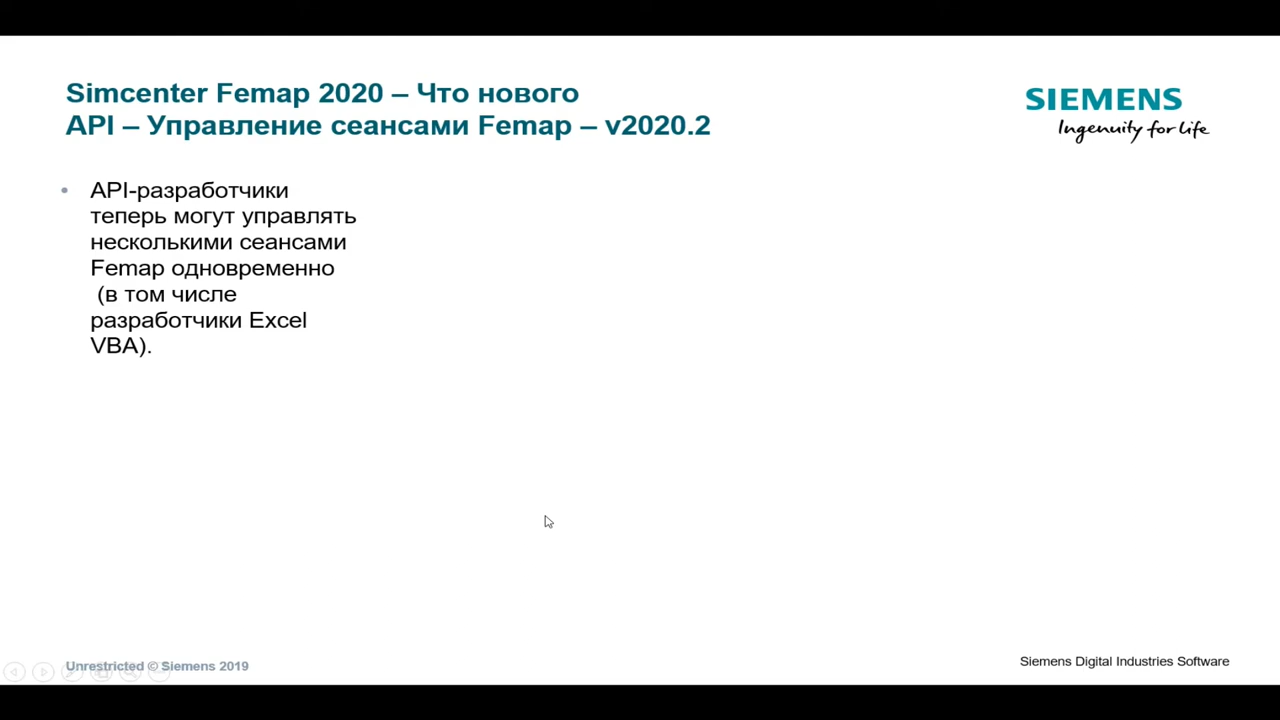 Simcenter Femap 2020 – Что нового
API – Управление сеансами Femap – v2020.2
SIEMENS
Ingenuity for life
• API-разработчики
теперь могут управлять
несколькими сеансами
Femap одновременно
(в том числе
разработчики Excel
VBA).
Unrestricted © Siemens 2019
Siemens Digital Industries Software